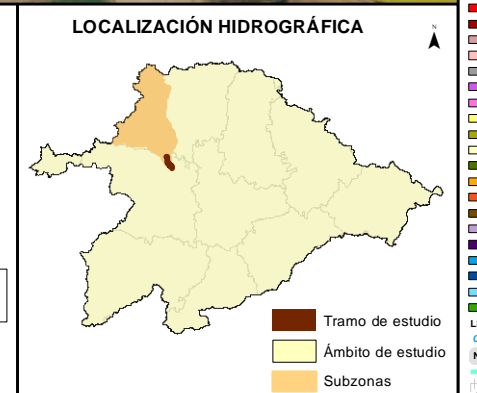 LOCALIZACIÓN HIDROGRÁFICA
N
Tramo de estudio
Ámbito de estudio
Subzonas